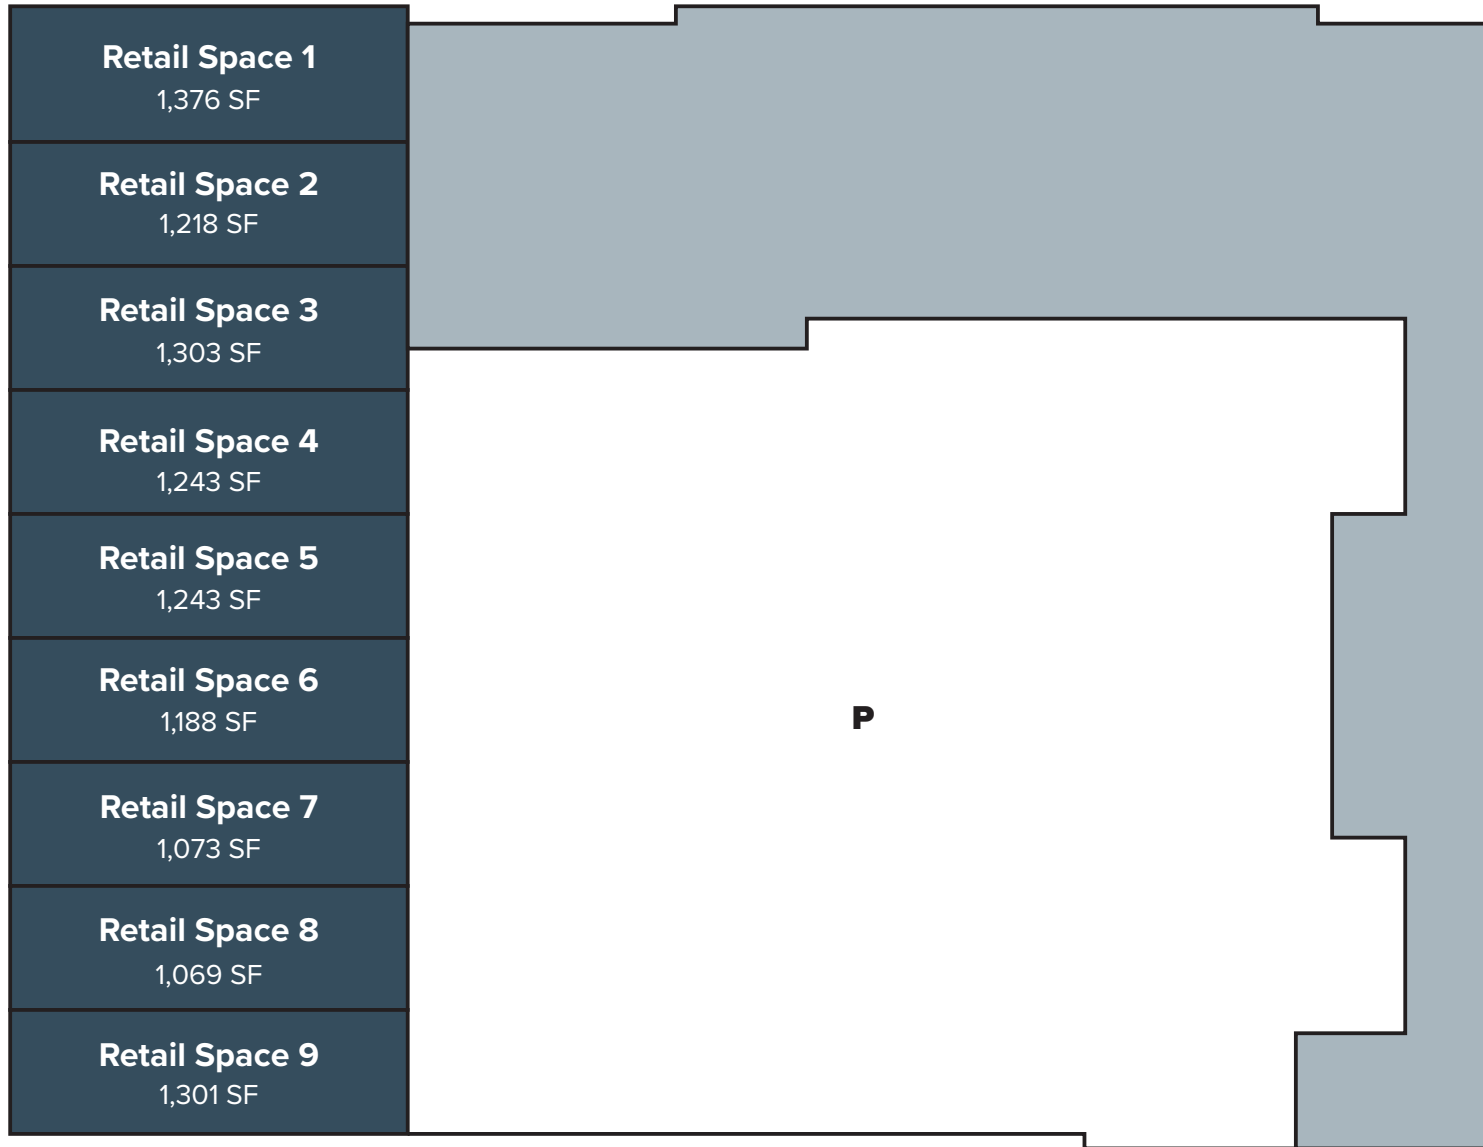 Retail Space 1
1,376 SF
Retail Space 2
1,218 SF
Retail Space 3
1,303 SF
Retail Space 4
1,243 SF
Retail Space 5
1,243 SF
Retail Space 6
1,188 SF
P
Retail Space 7
1,073 SF
Retail Space 8
1,069 SF
Retail Space 9
1,301 SF